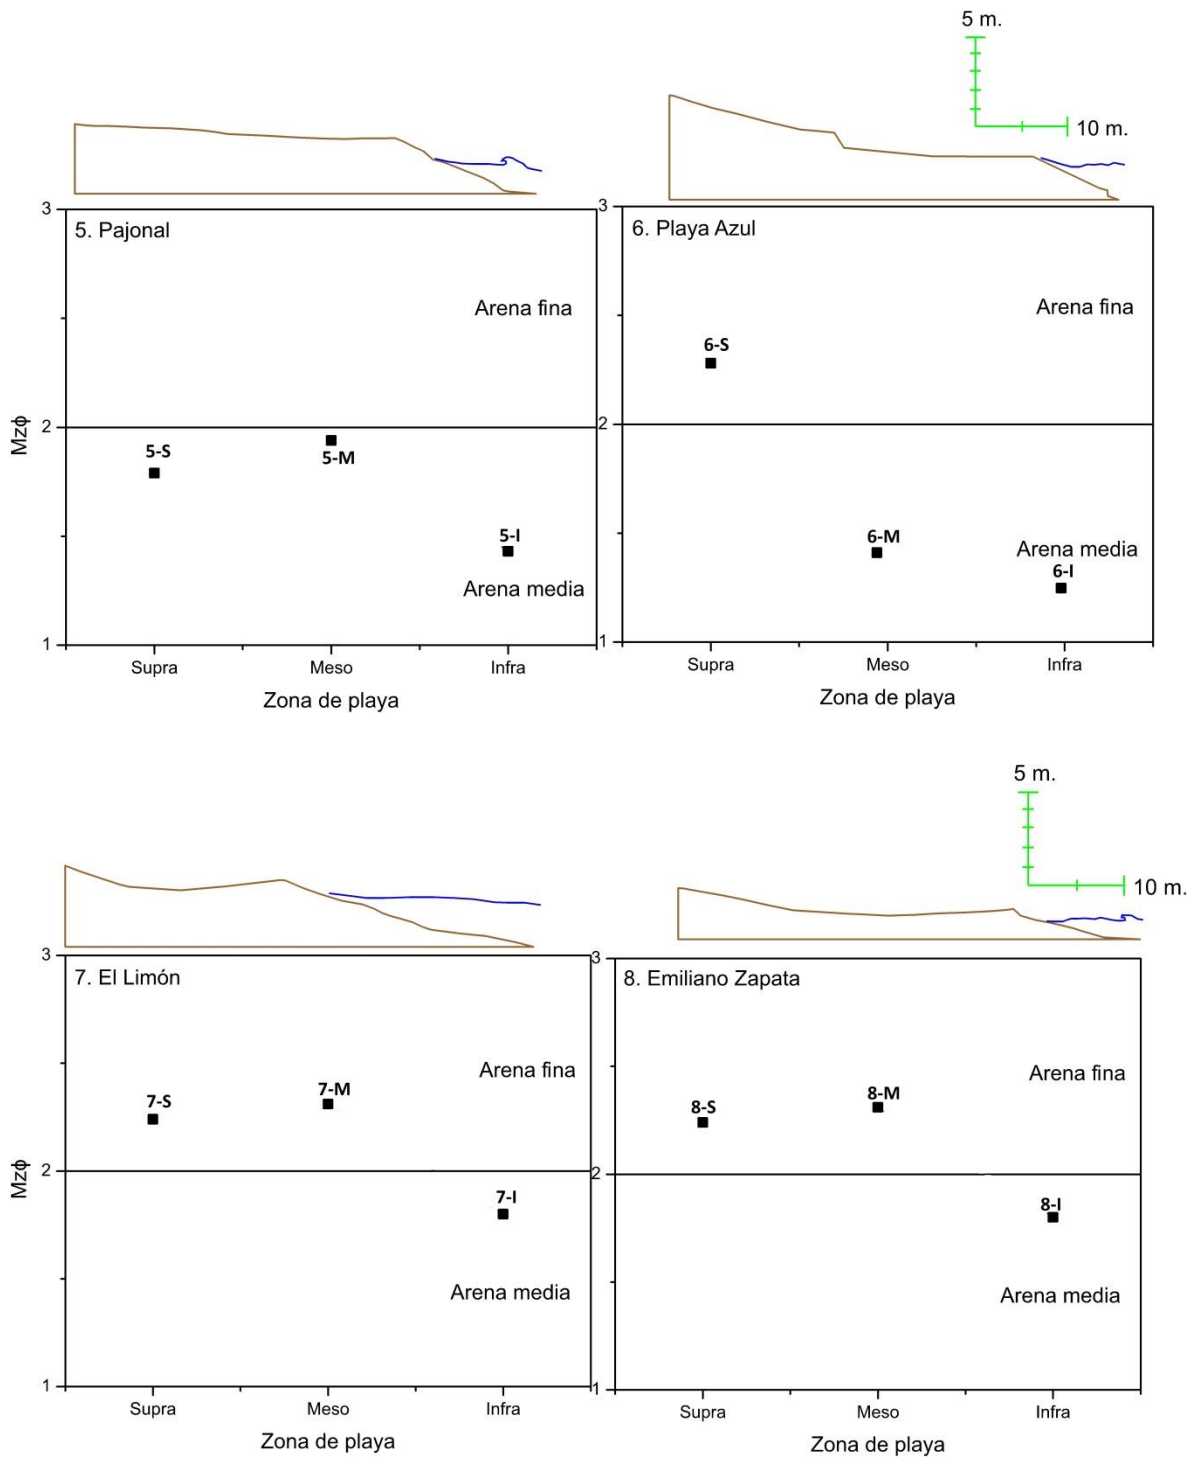 5 m.
10 m.
3
5. Pajonal
Arena fina
Mzϕ
2
5-S
5-M
5-I
Arena media
1
Supra Meso Infra
Zona de playa
3
6. Playa Azul
Arena fina
6-S
2
6-M
Arena media
6-I
1
Supra Meso Infra
Zona de playa
5 m.
10 m.
3
7. El Limón
Arena fina
7-S
7-M
Mzϕ
2
7-I
Arena media
1
Supra Meso Infra
Zona de playa
3
8. Emiliano Zapata
Arena fina
8-S
8-M
2
8-I
Arena media
1
Supra Meso Infra
Zona de playa